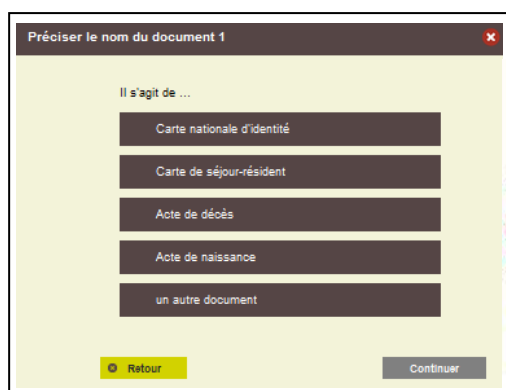 Préciser le nom du document 1
Il s'agit de ...
Carte nationale d'identité
Carte de séjour-résident
Acte de décès
Acte de naissance
un autre document
Retour
Continuer